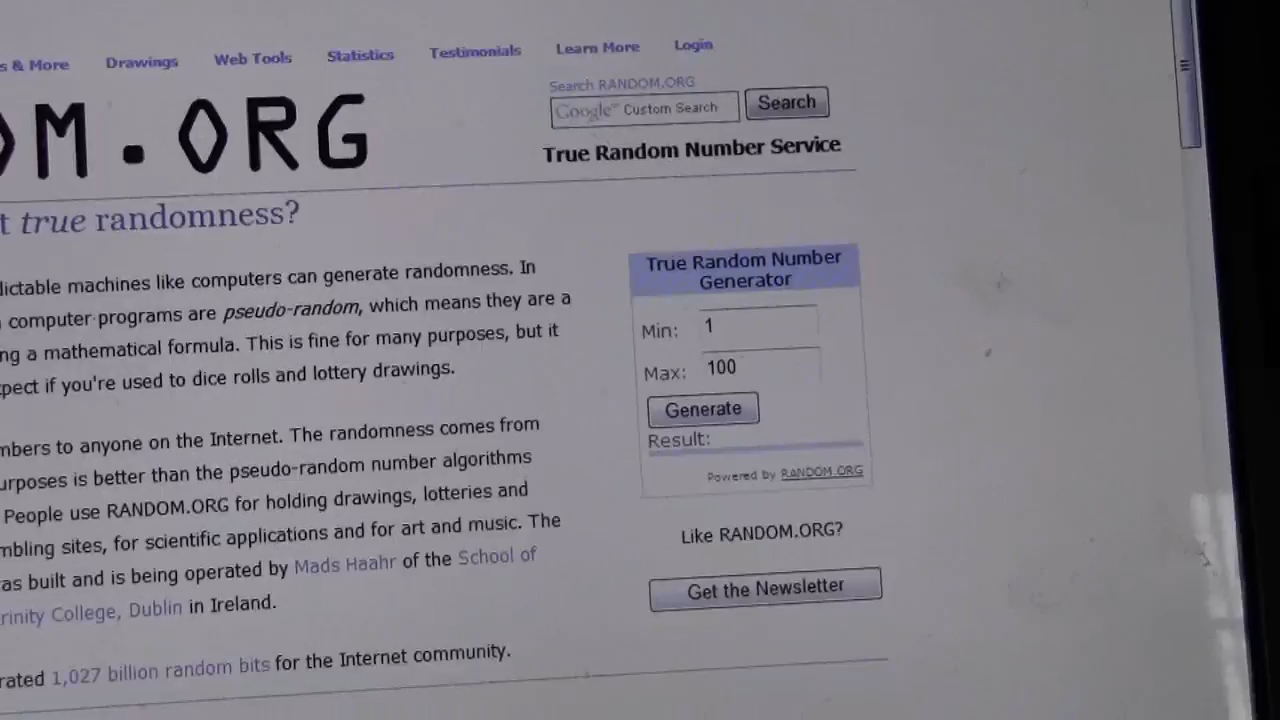 s & More Drawings Web Tools Statistics Testimonials Learn More Login
Search RANDOM.ORG
Google™ Custom Search Search
M.ORG
True Random Number Service
t true randomness?
dictable machines like computers can generate randomness. In
computer programs are pseudo-random, which means they are a
ng a mathematical formula. This is fine for many purposes, but it
xpect if you're used to dice rolls and lottery drawings.
True Random Number
Generator
Min: 1
Max: 100
Generate
Result:
Powered by RANDOM.ORG
mbers to anyone on the Internet. The randomness comes from
urposes is better than the pseudo-random number algorithms
People use RANDOM.ORG for holding drawings, lotteries and
mbling sites, for scientific applications and for art and music. The
as built and is being operated by Mads Haahr of the School of
rinity College, Dublin in Ireland.
Like RANDOM.ORG?
Get the Newsletter
rated 1,027 billion random bits for the Internet community.